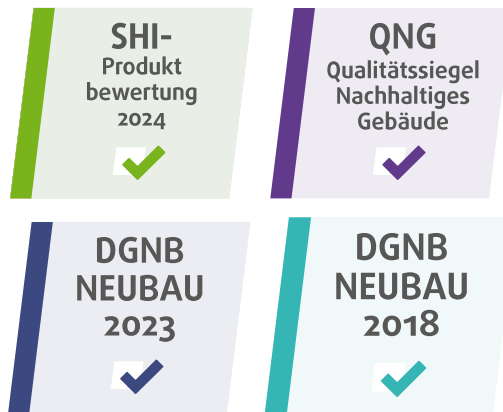 SHI-
Produkt
bewertung
2024
QNG
Qualitätssiegel
Nachhaltiges
Gebäude
DGNB
NEUBAU
2023
DGNB
NEUBAU
2018